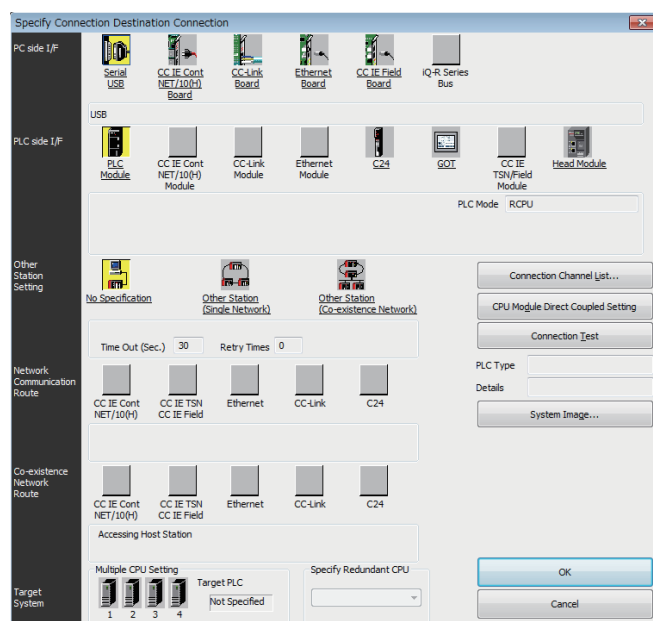 Specify Connection Destination Connection
PC side I/F
Serial
USB
CC IE Cont
NET/10(H)
Board
CC-Link
Board
Ethernet
Board
CC IE Field
Board
iQ-R Series
Bus
USB
PLC side I/F
PLC
Module
CC IE Cont
NET/10(H)
Module
CC-Link
Module
Ethernet
Module
C24
GOT
CC IE
TSN/Field
Module
Head Module
PLC Mode RCPU
Other
Station
Setting
No Specification
Other Station
(Single Network)
Other Station
(Co-existence Network)
Time Out (Sec.) 30 Retry Times 0
Connection Channel List...
CPU Module Direct Coupled Setting
Connection Test
PLC Type
Details
System Image...
Network
Communication
Route
CC IE Cont
NET/10(H)
CC IE TSN
CC IE Field
Ethernet
CC-Link
C24
Co-existence
Network
Route
CC IE Cont
NET/10(H)
CC IE TSN
CC IE Field
Ethernet
CC-Link
C24
Accessing Host Station
Target
System
Multiple CPU Setting
1 2 3 4
Target PLC
Not Specified
Specify Redundant CPU
OK
Cancel